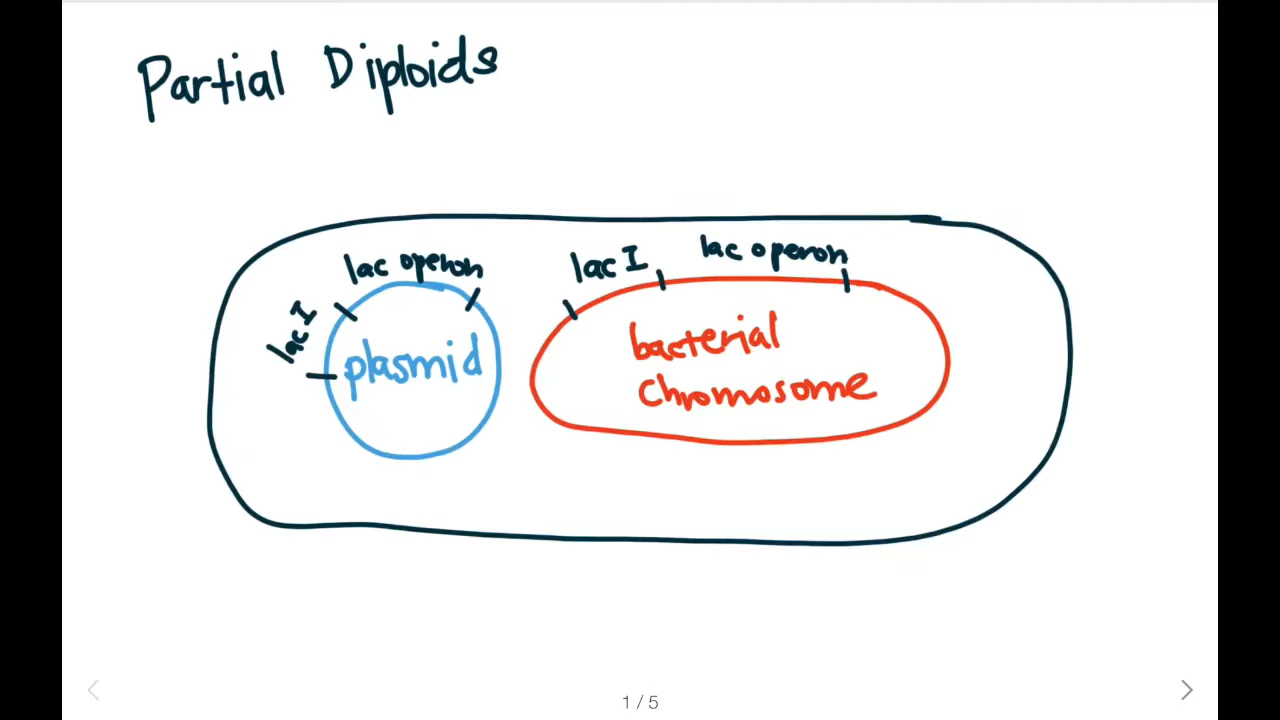 Partial Diploids
lac I
lac operon
plasmid
lac I
lac operon
bacterial
chromosome
1 / 5